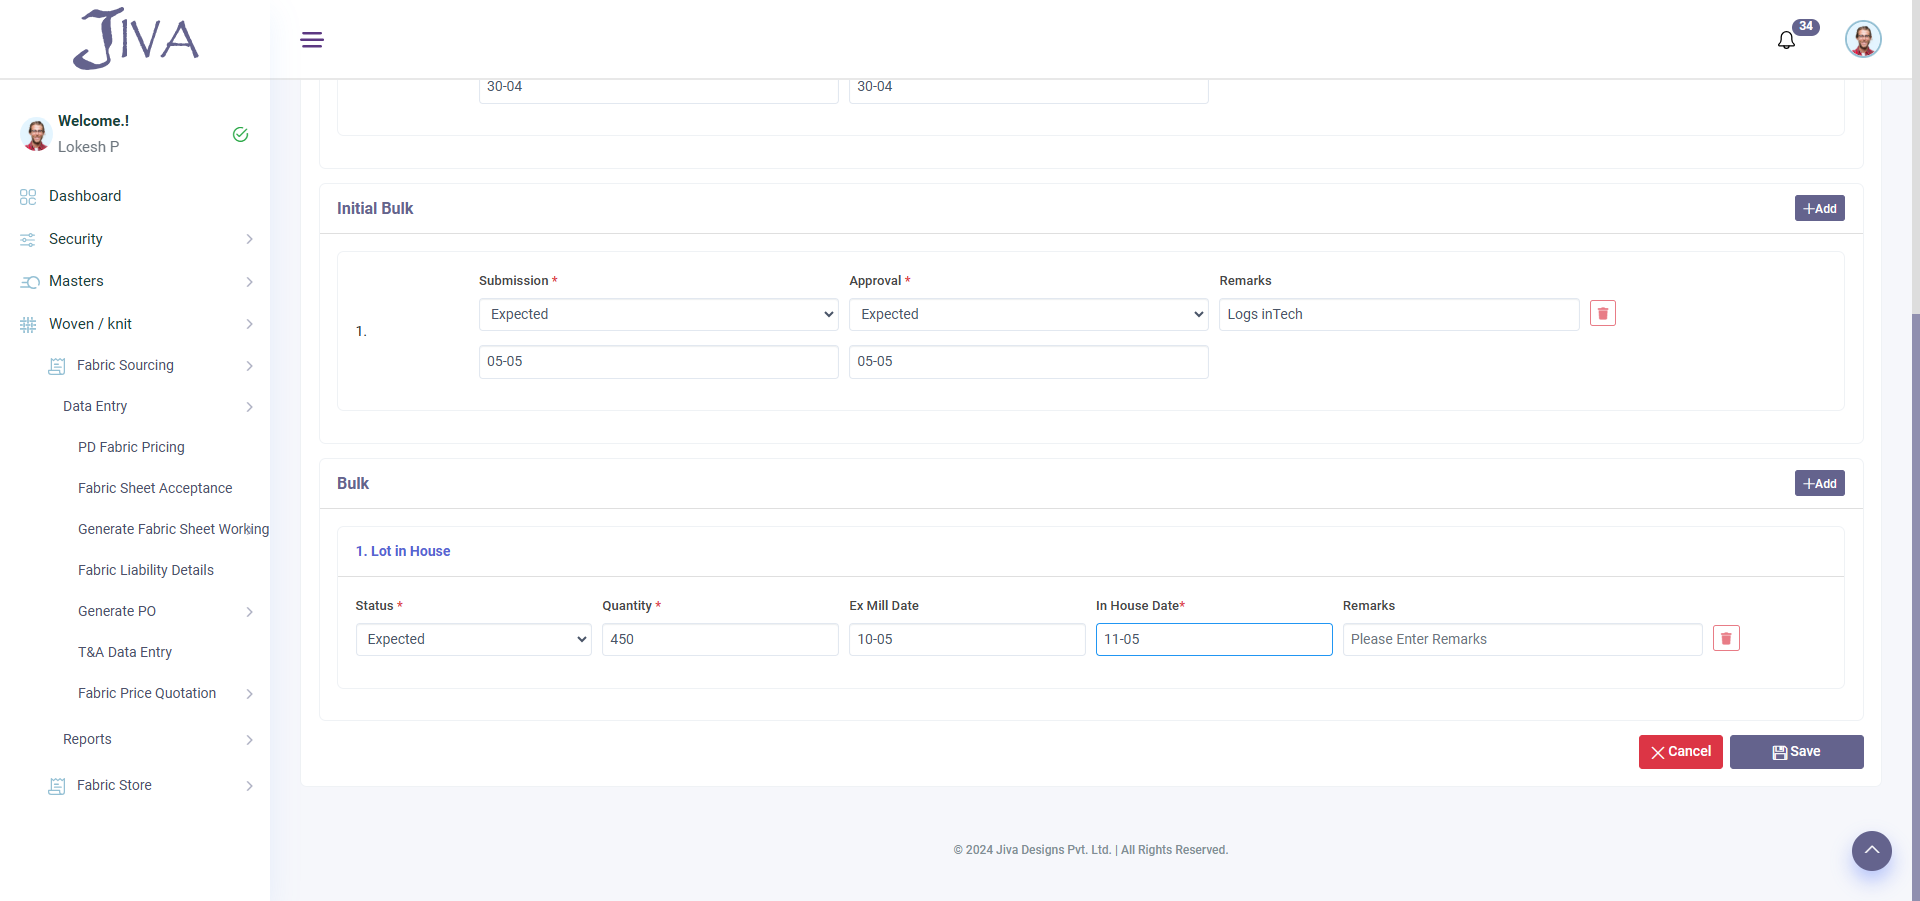 JIVA
34
Welcome.!
Lokesh P
Dashboard
Security
Masters
Woven / knit
Fabric Sourcing
Data Entry
PD Fabric Pricing
Fabric Sheet Acceptance
Generate Fabric Sheet Working
Fabric Liability Details
Generate PO
T&A Data Entry
Fabric Price Quotation
Reports
Fabric Store
30-04 30-04
Initial Bulk +Add
Submission * Approval * Remarks
1. Expected Expected Logs inTech
05-05 05-05
Bulk +Add
1. Lot in House
Status * Quantity * Ex Mill Date In House Date* Remarks
Expected 450 10-05 11-05 Please Enter Remarks
Cancel Save
© 2024 Jiva Designs Pvt. Ltd. | All Rights Reserved.